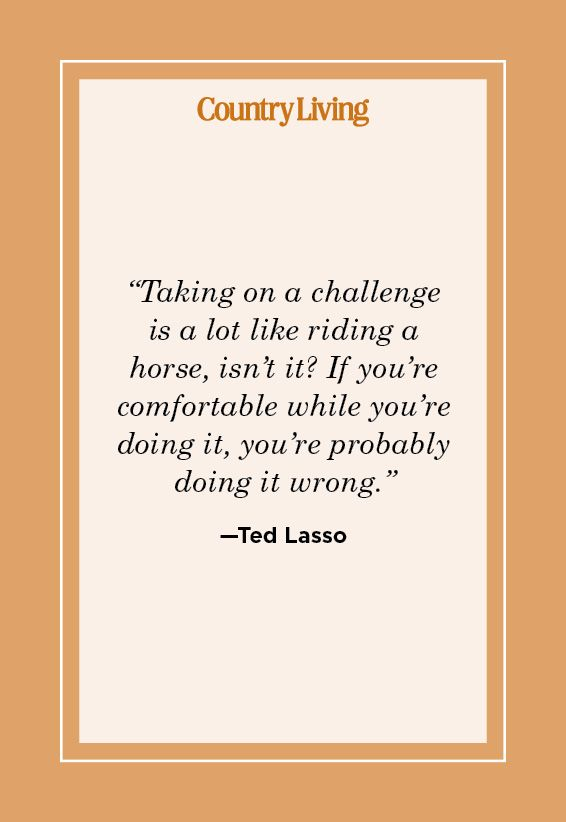 Country Living
“Taking on a challenge
is a lot like riding a
horse, isn’t it? If you’re
comfortable while you’re
doing it, you’re probably
doing it wrong.”
—Ted Lasso